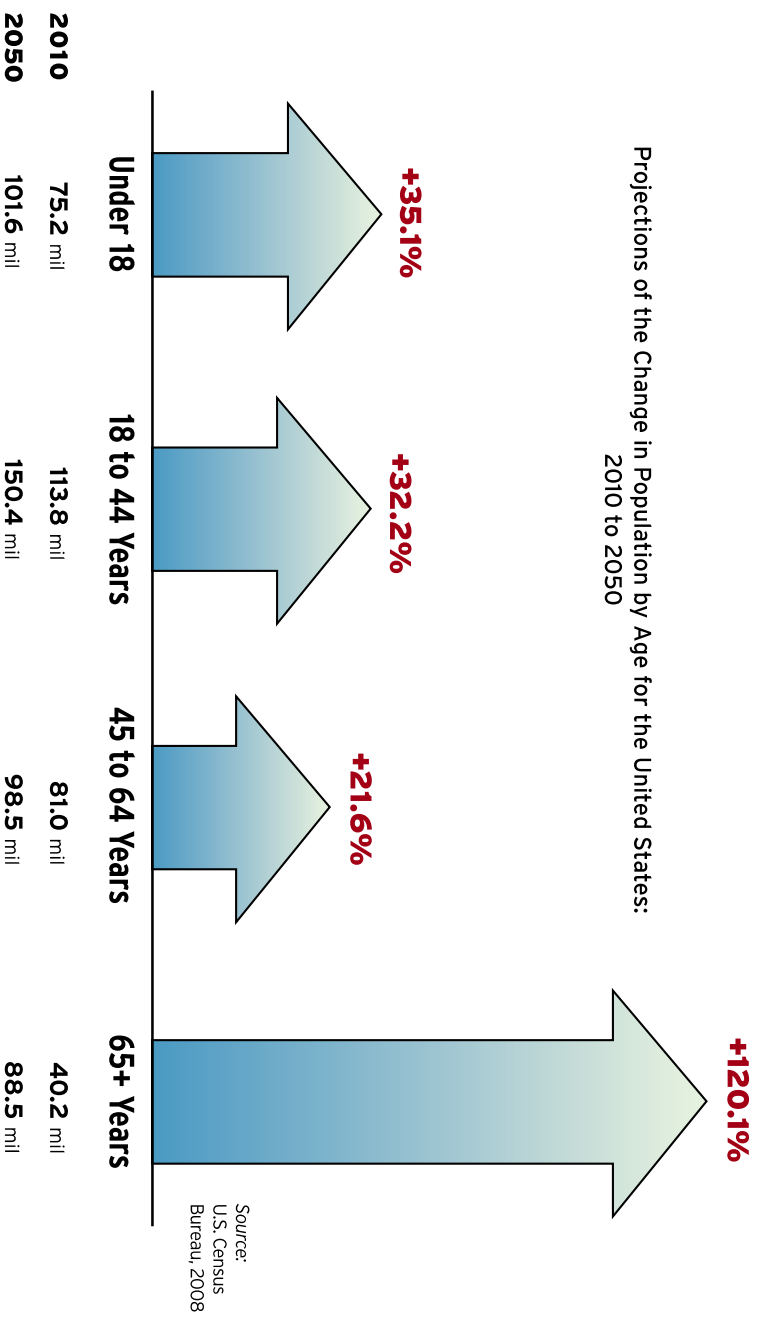 Projections of the Change in Population by Age for the United States:
2010 to 2050
+35.1%
+32.2%
+21.6%
+120.1%
Source:
U.S. Census
Bureau, 2008
Under 18
18 to 44 Years
45 to 64 Years
65+ Years
2010 75.2 mil 113.8 mil 81.0 mil 40.2 mil
2050 101.6 mil 150.4 mil 98.5 mil 88.5 mil